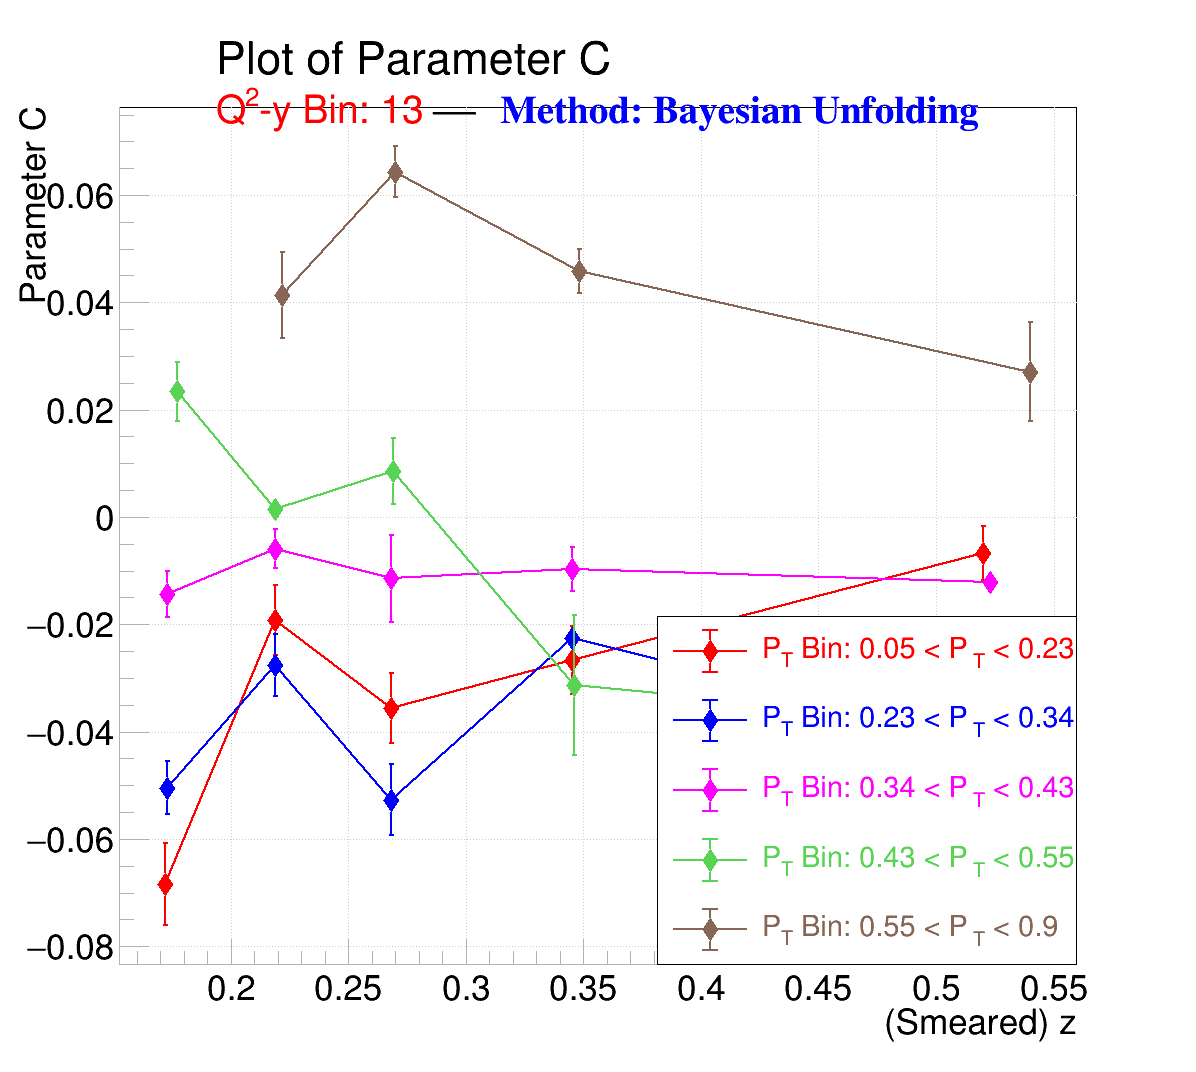 Plot of Parameter C
Q2-y Bin: 13 — Method: Bayesian Unfolding
Parameter C
0.06
0.04
0.02
0
−0.02
−0.04
−0.06
−0.08
PT Bin: 0.05 < PT < 0.23
PT Bin: 0.23 < PT < 0.34
PT Bin: 0.34 < PT < 0.43
PT Bin: 0.43 < PT < 0.55
PT Bin: 0.55 < PT < 0.9
0.2 0.25 0.3 0.35 0.4 0.45 0.5 0.55
(Smeared) z